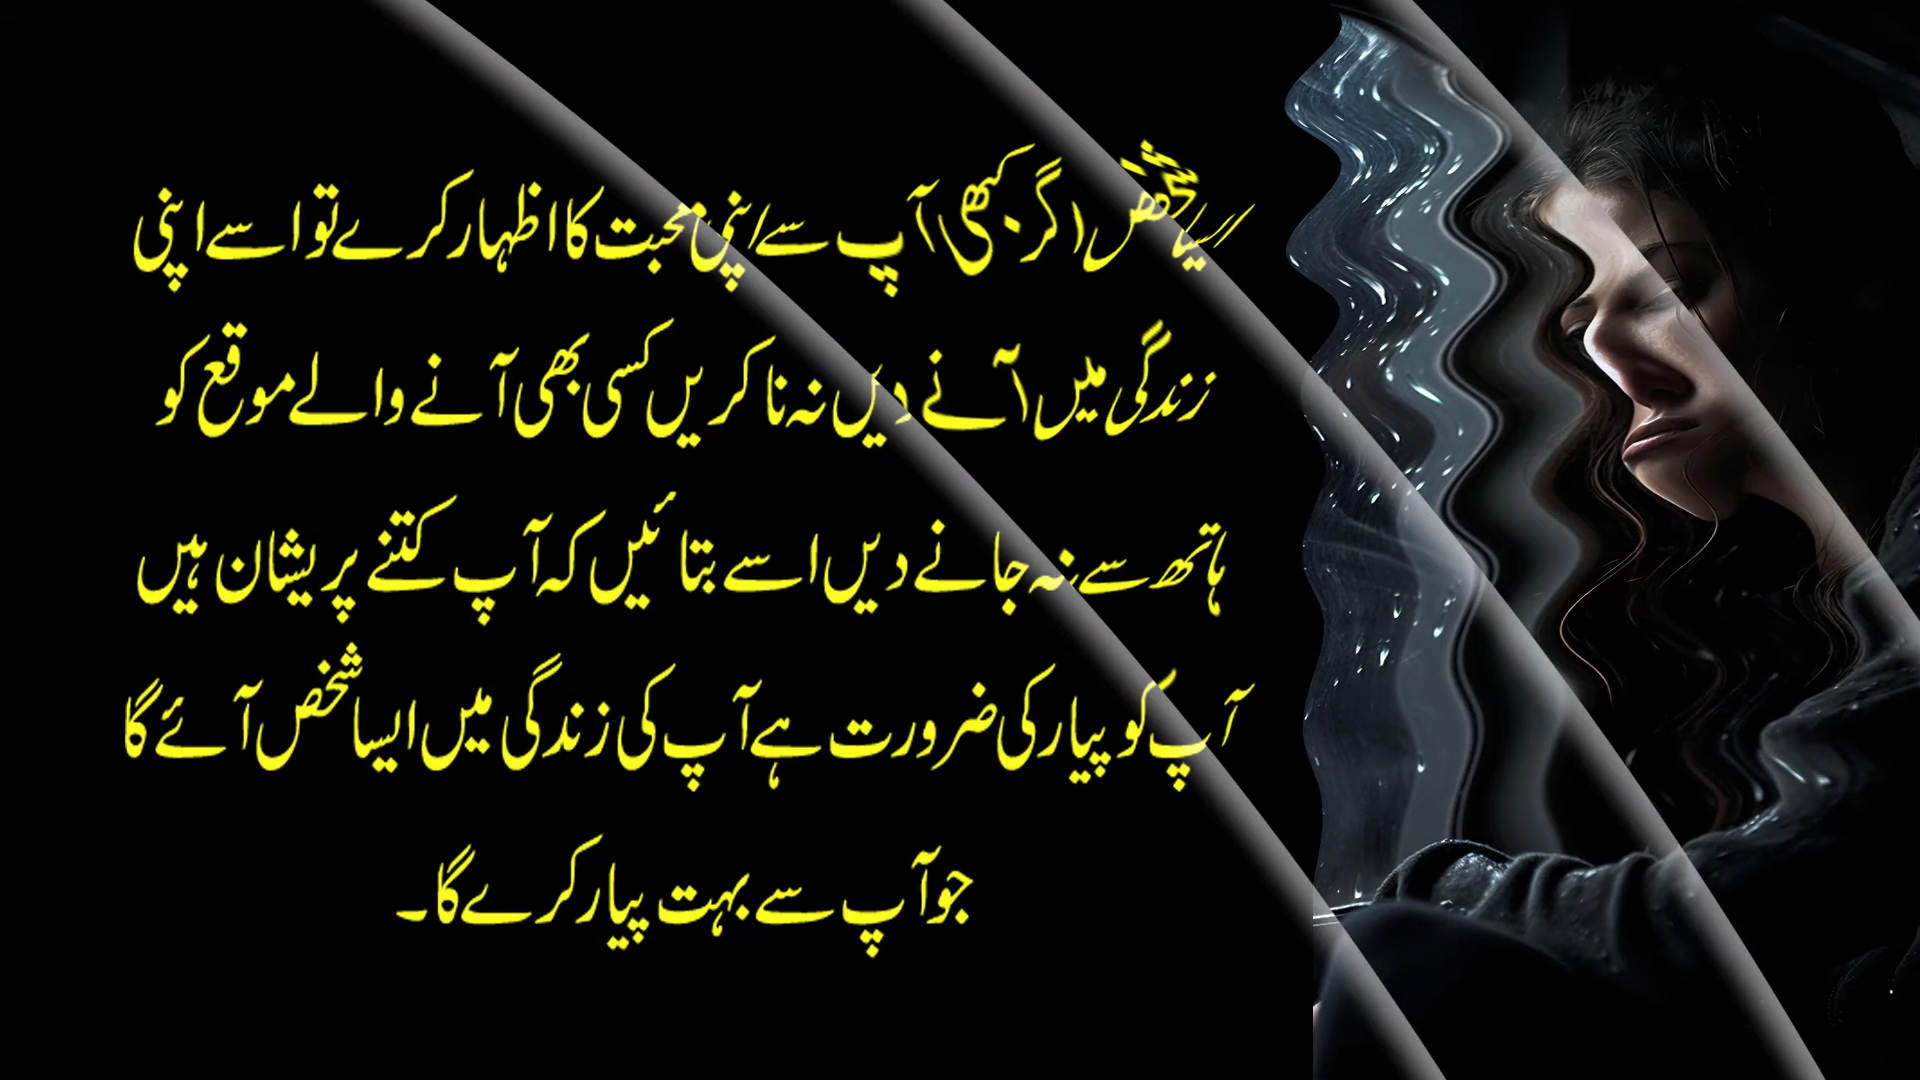 ایسا شخص اگر کبھی آپ سے اپنی محبت کا اظہار کرے تو اسے اپنی
زندگی میں آنے دیں نہ نا کریں کسی بھی آنے والے موقع کو
ہاتھ سے نہ جانے دیں اسے بتائیں کہ آپ کتنے پریشان ہیں
آپ کو پیار کی ضرورت ہے آپ کی زندگی میں ایسا شخص آئے گا
جو آپ سے بہت پیار کرے گا۔